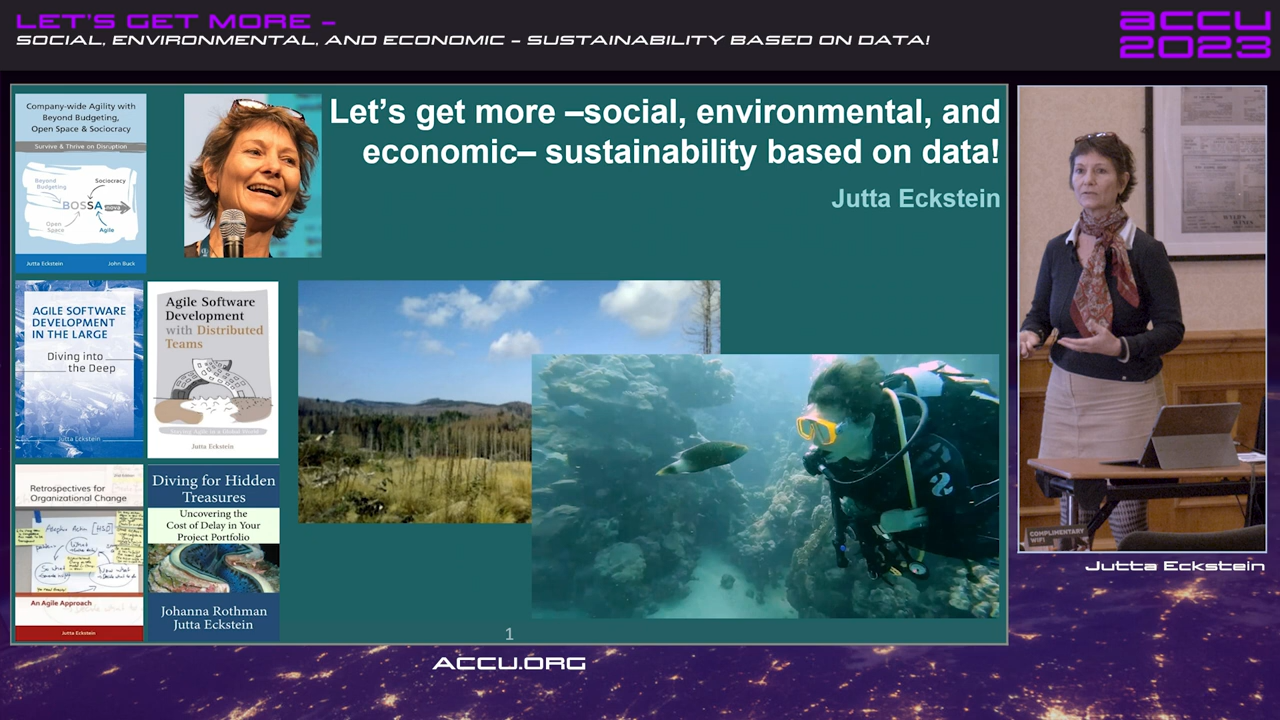 LET'S GET MORE –
SOCIAL, ENVIRONMENTAL, AND ECONOMIC – SUSTAINABILITY BASED ON DATA!
ACCU
2023
Company-wide Agility with
Beyond Budgeting,
Open Space & Sociocracy
Survive & Thrive on Disruption
Beyond
Budgeting
Sociocracy
BOSSA
nova
Open
Space
Agile
Jutta Eckstein
John Buck
Let's get more –social, environmental, and
economic– sustainability based on data!
Jutta Eckstein
AGILE SOFTWARE
DEVELOPMENT
IN THE LARGE
Diving into
the Deep
Jutta Eckstein
Agile Software
Development
with Distributed
Teams
Jutta Eckstein
Retrospectives for
Organizational Change
An Agile Approach
Jutta Eckstein
Diving for Hidden
Treasures
Uncovering the
Cost of Delay in Your
Project Portfolio
Johanna Rothman
Jutta Eckstein
1
COMPLIMENTARY
WIFI
Jutta Eckstein
ACCU.ORG